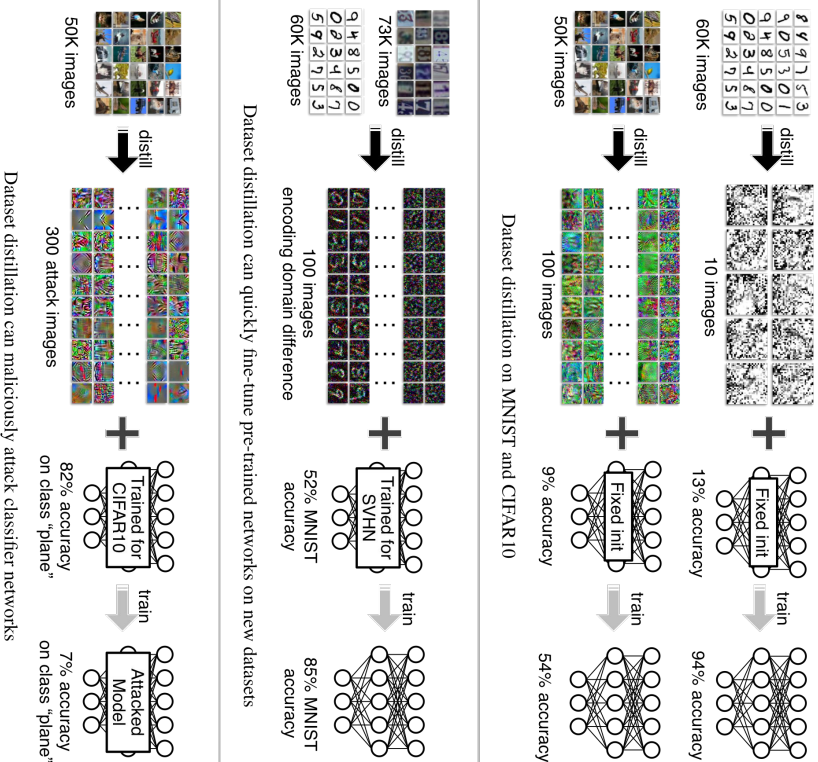 60K images
distill
10 images
Fixed init
13% accuracy
train
94% accuracy
50K images
distill
100 images
Fixed init
9% accuracy
train
54% accuracy
Dataset distillation on MNIST and CIFAR10
73K images
60K images
distill
100 images
encoding domain difference
Trained for
SVHN
52% MNIST
accuracy
train
85% MNIST
accuracy
Dataset distillation can quickly fine-tune pre-trained networks on new datasets
50K images
distill
300 attack images
Trained for
CIFAR10
82% accuracy
on class “plane”
train
Attacked
Model
7% accuracy
on class “plane”
Dataset distillation can maliciously attack classifier networks